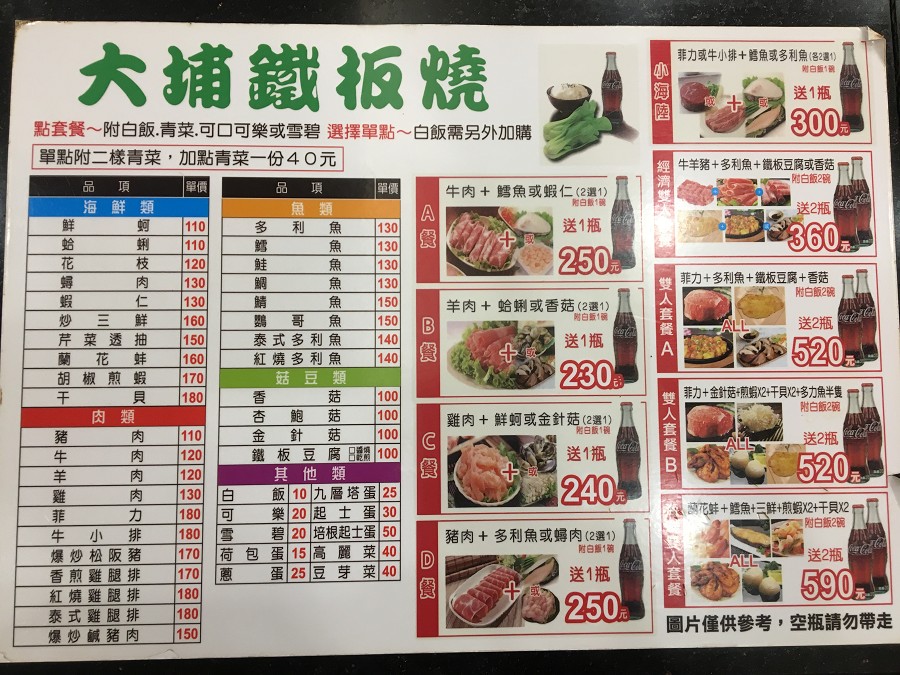 大埔鐵板燒
點套餐～附白飯.青菜.可口可樂或雪碧 選擇單點～白飯需另外加購
單點附二樣青菜，加點青菜一份40元
品項 單價
海鮮類
鮮蚵 110
蛤蜊 110
花枝 120
蟳肉 130
蝦仁 130
炒三鮮 160
芹菜透抽 150
蘭花蚌 160
胡椒煎蝦 170
干貝 180
肉類
豬肉 110
牛肉 120
羊肉 120
雞肉 130
菲力 180
牛小排 180
爆炒松阪豬 170
香煎雞腿排 170
紅燒雞腿排 180
泰式雞腿排 180
爆炒鹹豬肉 150
品項 單價
魚類
多利魚 130
鱈魚 130
鮭魚 130
鯛魚 130
鯖魚 150
鸚哥魚 150
泰式多利魚 140
紅燒多利魚 140
菇豆類
香菇 100
杏鮑菇 100
金針菇 100
鐵板豆腐 □醬燒 □乾煎 100
其他類
白飯 10 九層塔蛋 25
可樂 20 起士蛋 30
雪碧 20 培根起士蛋 50
荷包蛋 15 高麗菜 40
蔥蛋 25 豆芽菜 40
A餐
牛肉＋鱈魚或蝦仁(2選1)
附白飯1碗
送1瓶
＋或
250元
B餐
羊肉＋蛤蜊或香菇(2選1)
附白飯1碗
送1瓶
＋或
230元
C餐
雞肉＋鮮蚵或金針菇(2選1)
附白飯1碗
送1瓶
＋或
240元
D餐
豬肉＋多利魚或蟳肉(2選1)
附白飯1碗
送1瓶
＋或
250元
小海陸
菲力或牛小排＋鱈魚或多利魚(各2選1)
附白飯1碗
送1瓶
或＋或
300元
經濟雙
牛羊豬＋多利魚＋鐵板豆腐或香菇
附白飯2碗
送2瓶
360元
雙人套餐A
菲力＋多利魚＋鐵板豆腐＋香菇
附白飯2碗
ALL
送2瓶
520元
雙人套餐B
菲力＋金針菇+煎蝦X2+干貝X2+多力魚半隻
附白飯2碗
ALL
送2瓶
520元
雙人套餐
蘭花蚌＋鱈魚＋三鮮+煎蝦X2+干貝X2
附白飯2碗
ALL
送2瓶
590元
圖片僅供參考，空瓶請勿帶走